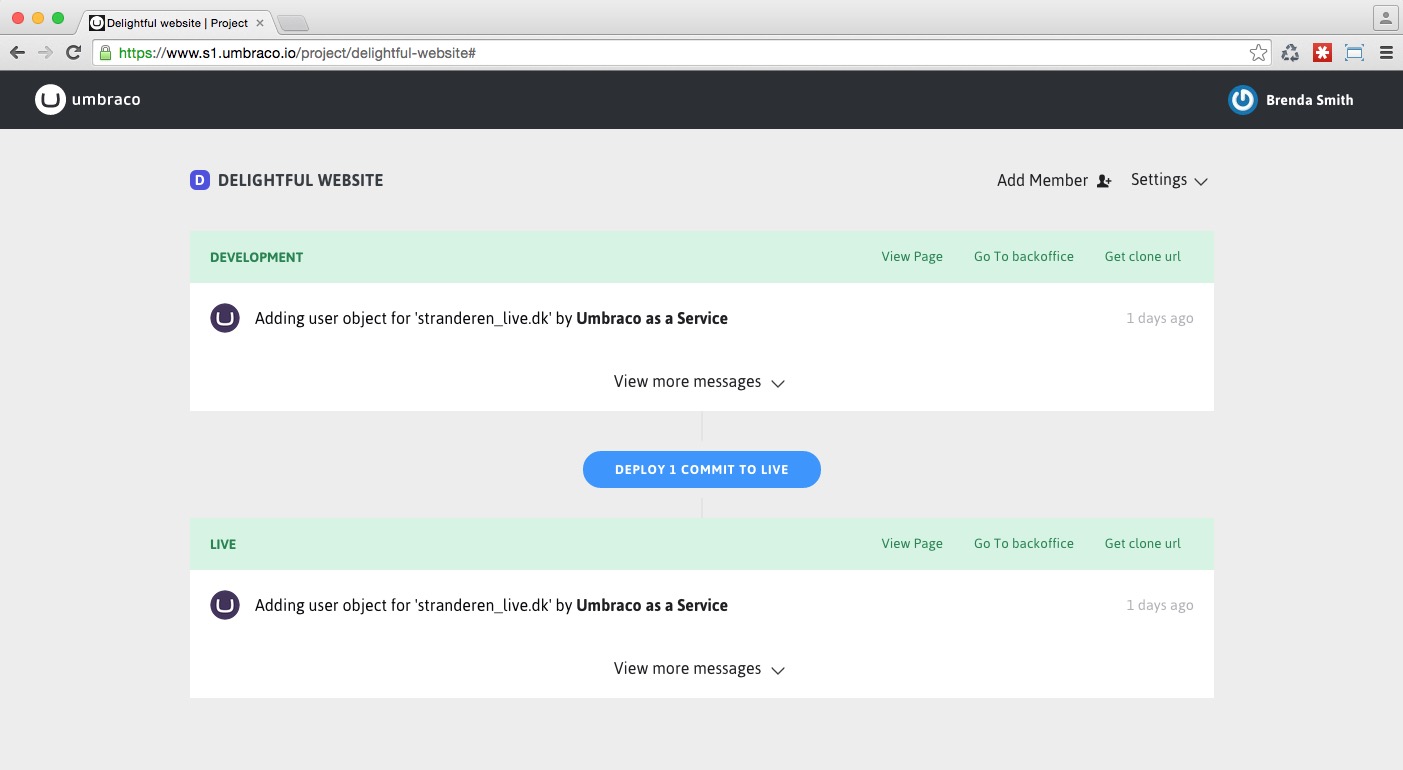 Delightful website | Project
https://www.s1.umbraco.io/project/delightful-website#
umbraco
Brenda Smith
D DELIGHTFUL WEBSITE
Add Member
Settings
DEVELOPMENT
View Page
Go To backoffice
Get clone url
Adding user object for 'stranderen_live.dk' by Umbraco as a Service
1 days ago
View more messages
DEPLOY 1 COMMIT TO LIVE
LIVE
View Page
Go To backoffice
Get clone url
Adding user object for 'stranderen_live.dk' by Umbraco as a Service
1 days ago
View more messages